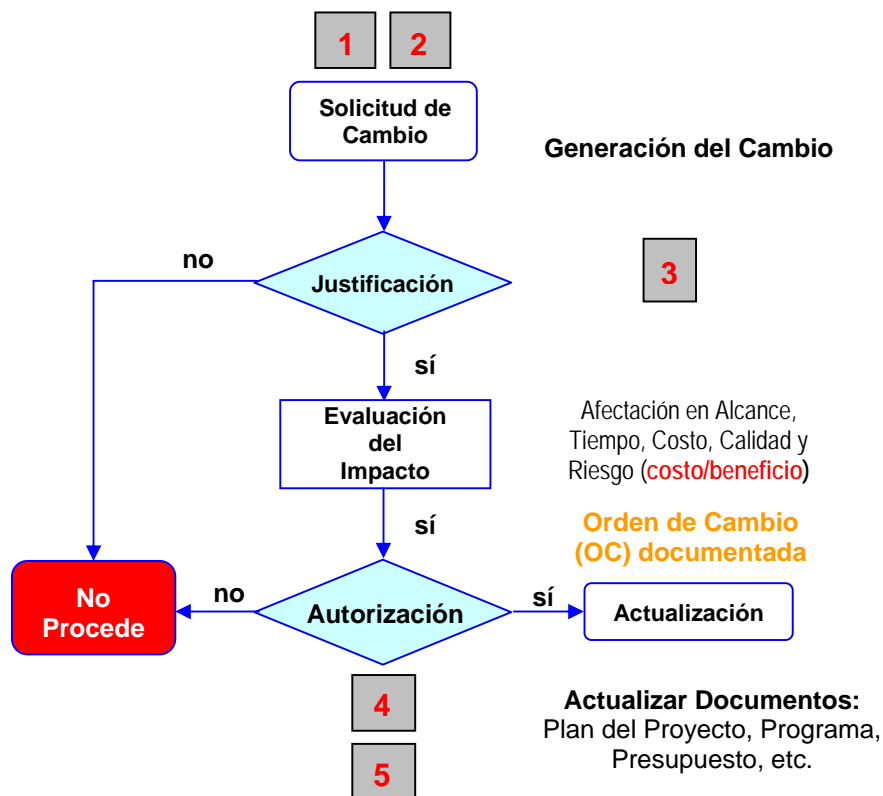 1 2
Solicitud de
Cambio
Generación del Cambio
no
Justificación
3
sí
Evaluación
del
Impacto
Afectación en Alcance,
Tiempo, Costo, Calidad y
Riesgo (costo/beneficio)
sí
Orden de Cambio
(OC) documentada
No
Procede
no
Autorización
sí
Actualización
4
5
Actualizar Documentos:
Plan del Proyecto, Programa,
Presupuesto, etc.